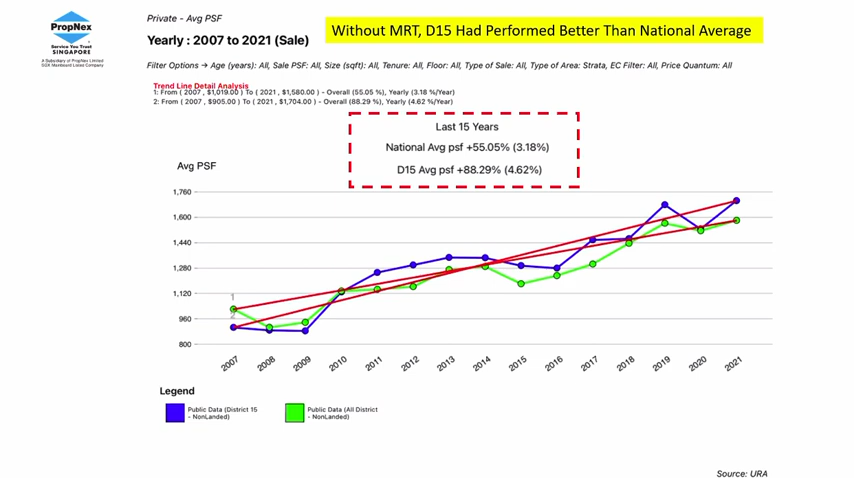 PropNex
Service You Trust
SINGAPORE
A Subsidiary of PropNex Limited
SGX Mainboard Listed Company
Private - Avg PSF
Yearly : 2007 to 2021 (Sale)
Without MRT, D15 Had Performed Better Than National Average
Filter Options → Age (years): All, Sale PSF: All, Size (sqft): All, Tenure: All, Floor: All, Type of Sale: All, Type of Area: Strata, EC Filter: All, Price Quantum: All
Trend Line Detail Analysis
1: From ( 2007 , $1,019.00 ) To ( 2021 , $1,580.00 ) - Overall (55.05 %), Yearly (3.18 %/Year)
2: From ( 2007 , $905.00 ) To ( 2021 , $1,704.00 ) - Overall (88.29 %), Yearly (4.62 %/Year)
Last 15 Years
National Avg psf +55.05% (3.18%)
D15 Avg psf +88.29% (4.62%)
Avg PSF
1,760
1,600
1,440
1,280
1,120
960
800
1
2
2007 2008 2009 2010 2011 2012 2013 2014 2015 2016 2017 2018 2019 2020 2021
Legend
Public Data (District 15
- NonLanded)
Public Data (All District
- NonLanded)
Source: URA